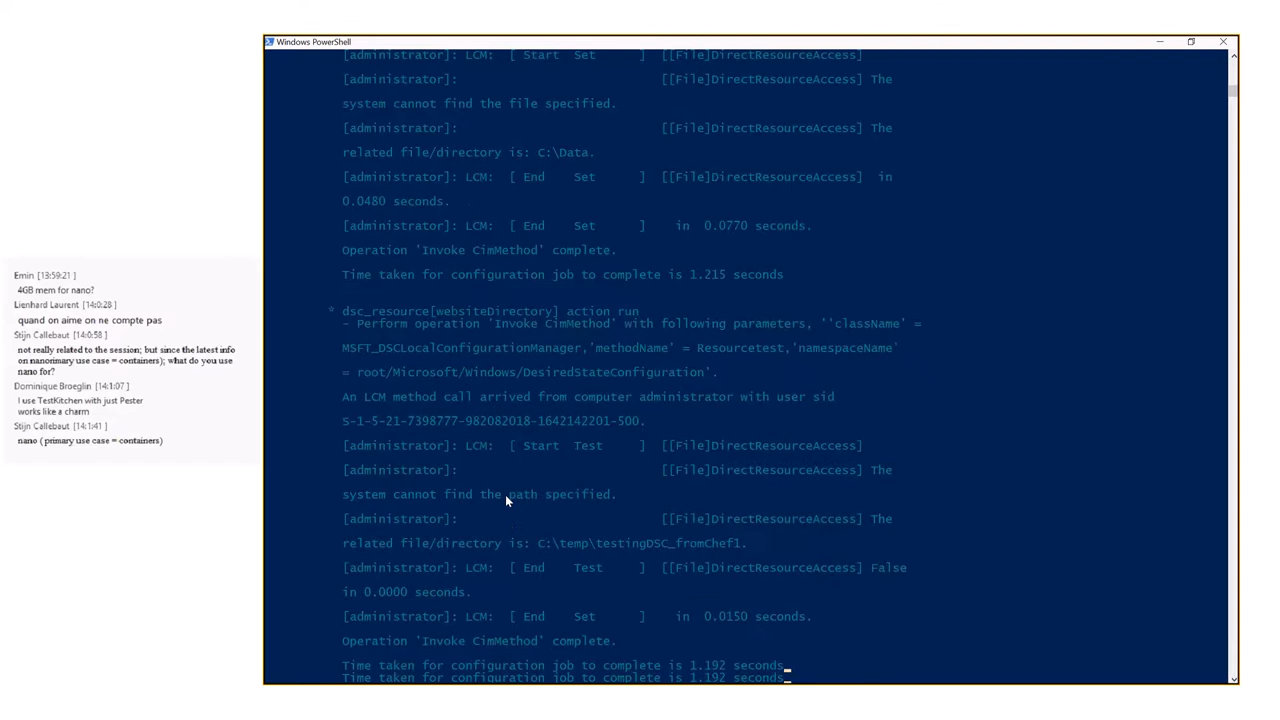 Windows PowerShell
[administrator]: LCM:  [ Start  Set      ]  [[File]DirectResourceAccess]
[administrator]:                            [[File]DirectResourceAccess] The
system cannot find the file specified.
[administrator]:                            [[File]DirectResourceAccess] The
related file/directory is: C:\Data.
[administrator]: LCM:  [ End    Set      ]  [[File]DirectResourceAccess]  in
0.0480 seconds.
[administrator]: LCM:  [ End    Set      ]    in  0.0770 seconds.
Operation 'Invoke CimMethod' complete.
Time taken for configuration job to complete is 1.215 seconds
* dsc_resource[websiteDirectory] action run
- Perform operation 'Invoke CimMethod' with following parameters, ''className' =
MSFT_DSCLocalConfigurationManager,'methodName' = Resourcetest,'namespaceName'
= root/Microsoft/Windows/DesiredStateConfiguration'.
An LCM method call arrived from computer administrator with user sid
S-1-5-21-7398777-982082018-1642142201-500.
[administrator]: LCM:  [ Start  Test     ]  [[File]DirectResourceAccess]
[administrator]:                            [[File]DirectResourceAccess] The
system cannot find the path specified.
[administrator]:                            [[File]DirectResourceAccess] The
related file/directory is: C:\temp\testingDSC_fromChef1.
[administrator]: LCM:  [ End    Test     ]  [[File]DirectResourceAccess] False
in 0.0000 seconds.
[administrator]: LCM:  [ End    Set      ]    in  0.0150 seconds.
Operation 'Invoke CimMethod' complete.
Time taken for configuration job to complete is 1.192 seconds_
Time taken for configuration job to complete is 1.192 seconds_
Emin [13:59:21 ]
4GB mem for nano?
Lienhard Laurent [14:0:28 ]
quand on aime on ne compte pas
Stijn Callebaut [14:0:58 ]
not really related to the session; but since the latest info
on nanorimary use case = containers); what do you use
nano for?
Dominique Broeglin [14:1:07 ]
I use TestKitchen with just Pester
works like a charm
Stijn Callebaut [14:1:41 ]
nano ( primary use case = containers)